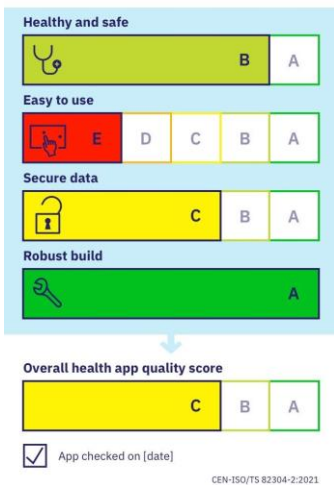 Healthy and safe
B A
Easy to use
E D C B A
Secure data
C B A
Robust build
A
Overall health app quality score
C B A
App checked on [date]
CEN-ISO/TS 82304-2:2021